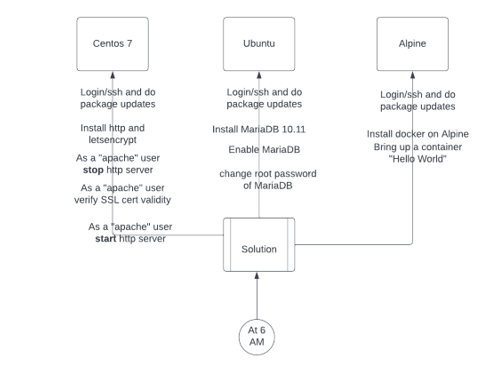 Centos 7
Ubuntu
Alpine
Login/ssh and do
package updates
Install http and
letsencrypt
As a "apache" user
stop http server
As a "apache" user
verify SSL cert validity
As a "apache" user
start http server
Login/ssh and do
package updates
Install MariaDB 10.11
Enable MariaDB
change root password
of MariaDB
Login/ssh and do
package updates
Install docker on Alpine
Bring up a container
"Hello World"
Solution
At 6
AM